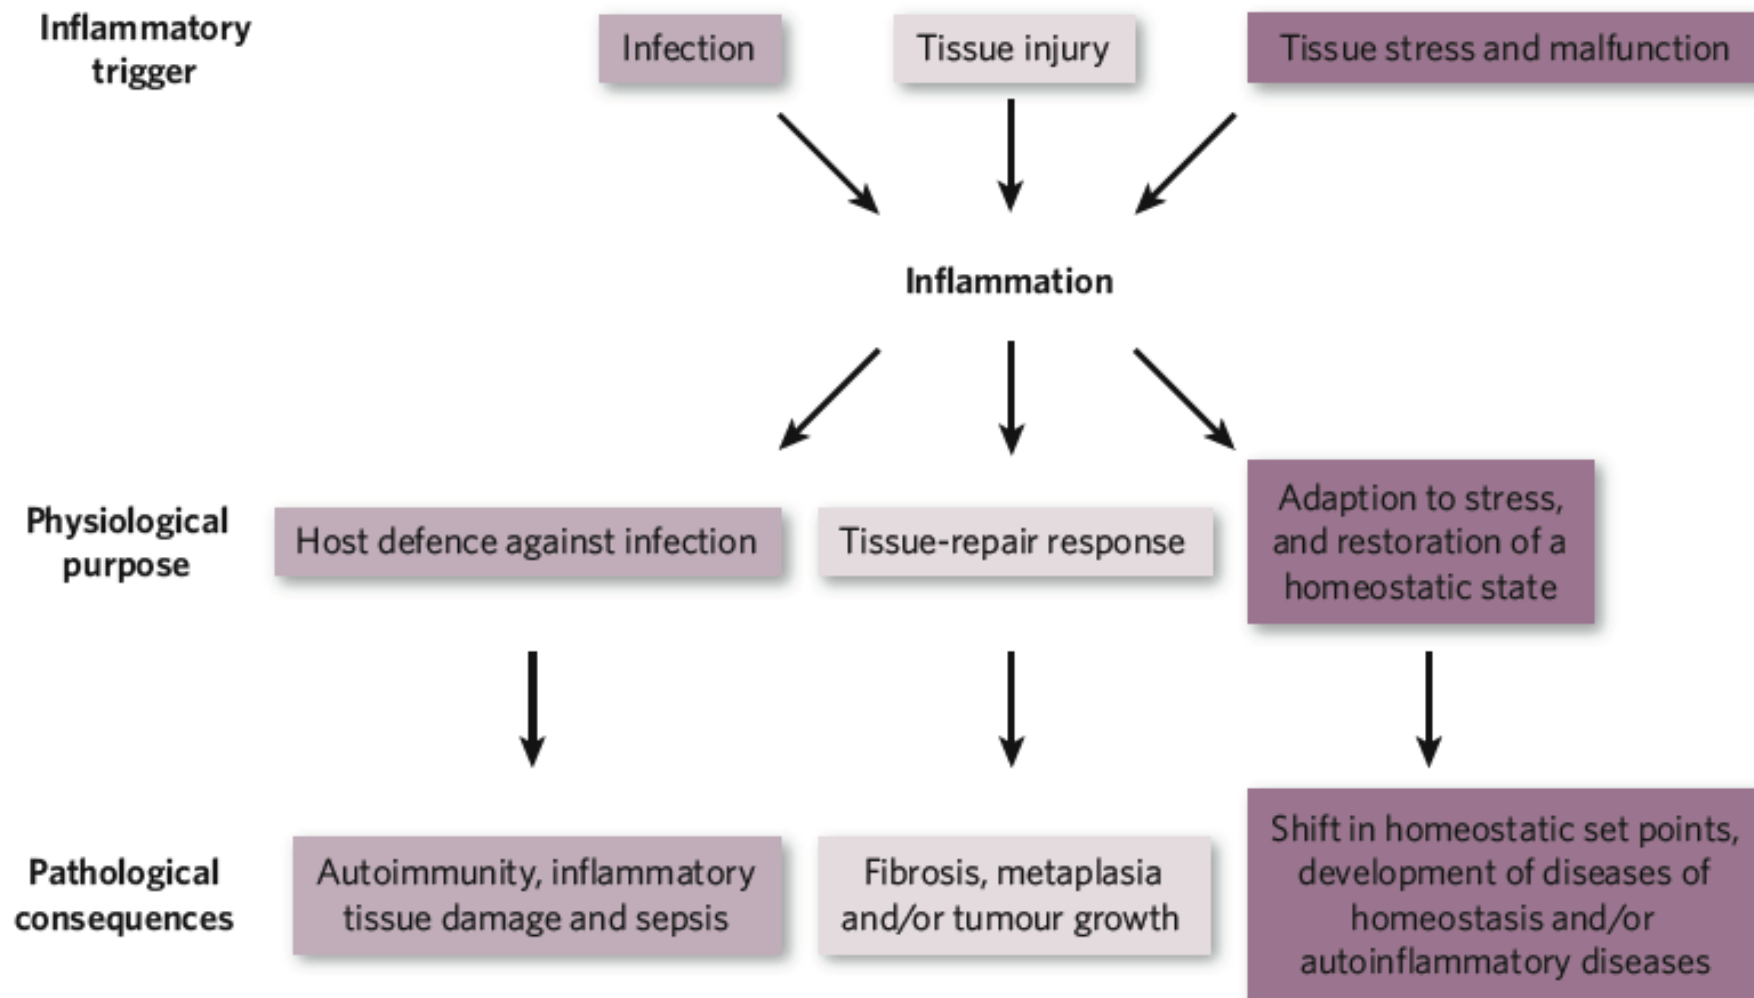 Inflammatory
trigger
Infection
Tissue injury
Tissue stress and malfunction
Inflammation
Physiological
purpose
Host defence against infection
Tissue-repair response
Adaption to stress,
and restoration of a
homeostatic state
Pathological
consequences
Autoimmunity, inflammatory
tissue damage and sepsis
Fibrosis, metaplasia
and/or tumour growth
Shift in homeostatic set points,
development of diseases of
homeostasis and/or
autoinflammatory diseases